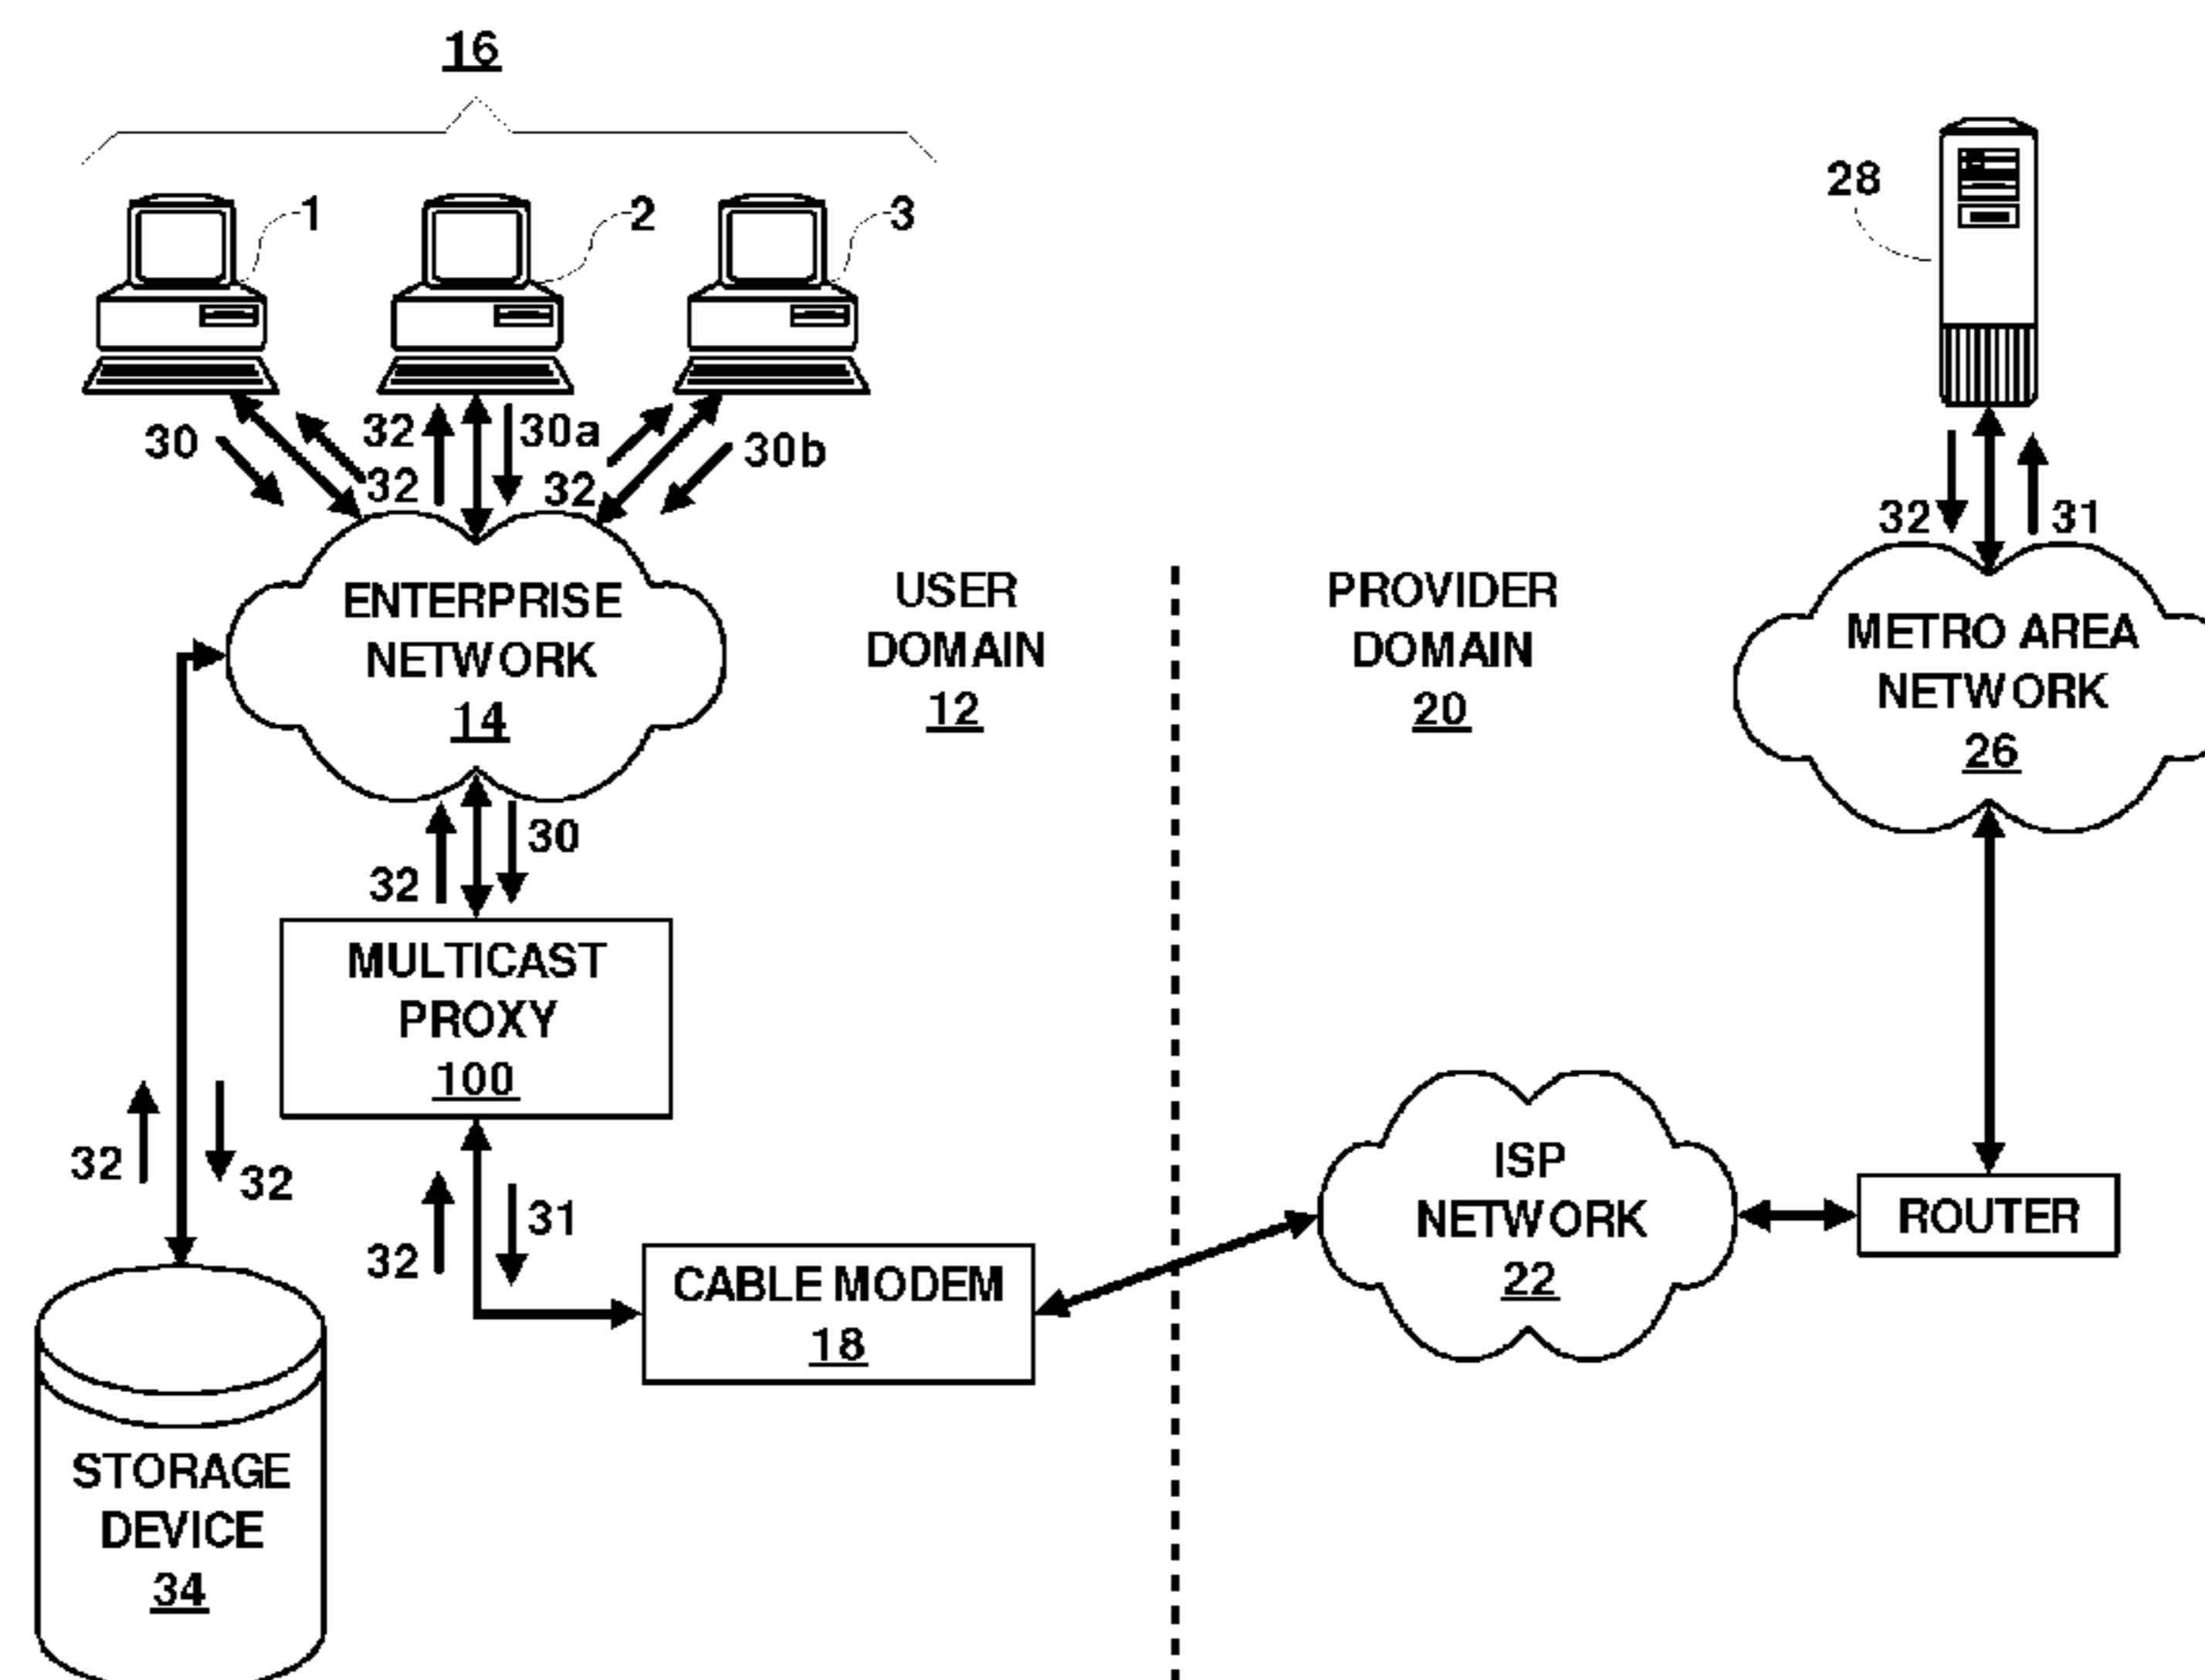 16
1
2
3
28
30
32
32
30a
32
30b
32
31
ENTERPRISE
NETWORK
14
USER
DOMAIN
12
PROVIDER
DOMAIN
20
METRO AREA
NETWORK
26
32
30
MULTICAST
PROXY
100
32
32
32
31
CABLE MODEM
18
ISP
NETWORK
22
ROUTER
STORAGE
DEVICE
34